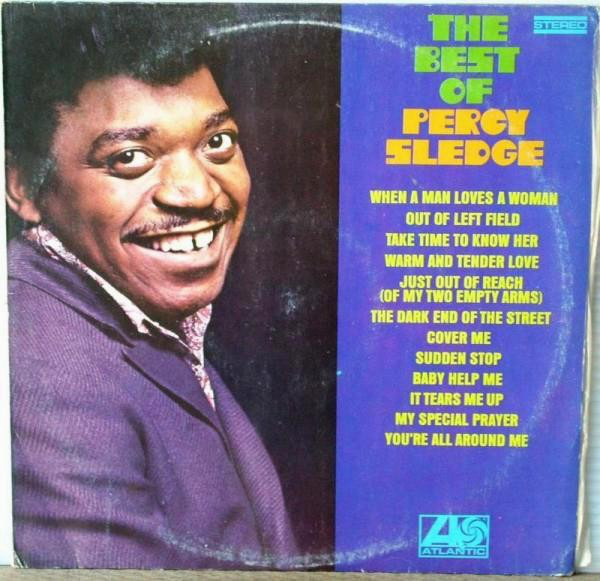 THE
BEST
OF
PERCY
SLEDGE
STEREO
WHEN A MAN LOVES A WOMAN
OUT OF LEFT FIELD
TAKE TIME TO KNOW HER
WARM AND TENDER LOVE
JUST OUT OF REACH
(OF MY TWO EMPTY ARMS)
THE DARK END OF THE STREET
COVER ME
SUDDEN STOP
BABY HELP ME
IT TEARS ME UP
MY SPECIAL PRAYER
YOU'RE ALL AROUND ME
ATLANTIC